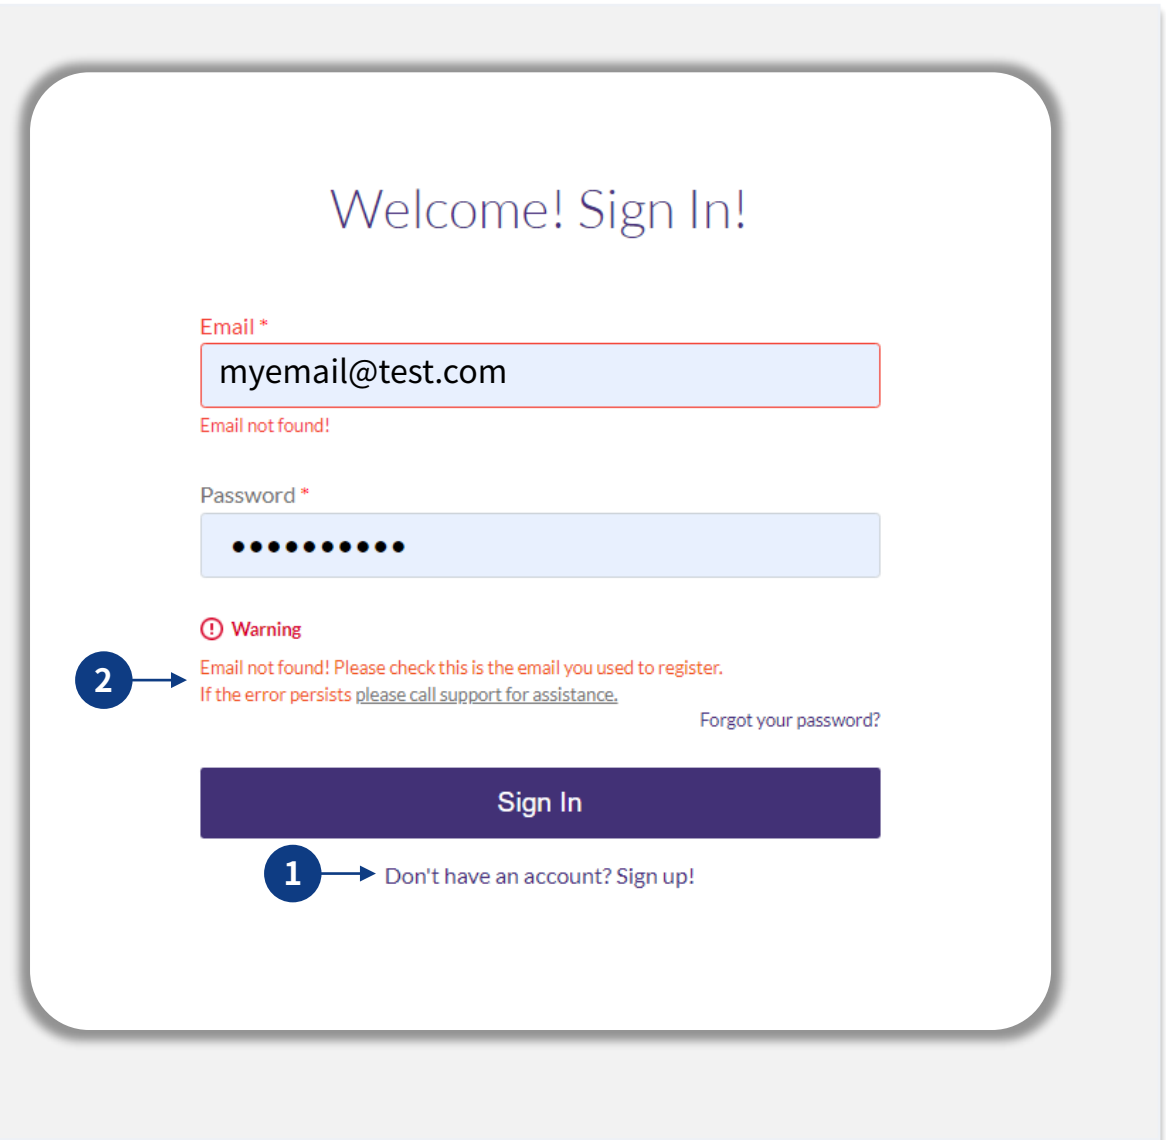 Welcome! Sign In!
Email *
myemail@test.com
Email not found!
Password *
••••••••••
Warning
Email not found! Please check this is the email you used to register.
2
If the error persists please call support for assistance.
Forgot your password?
Sign In
1 Don't have an account? Sign up!